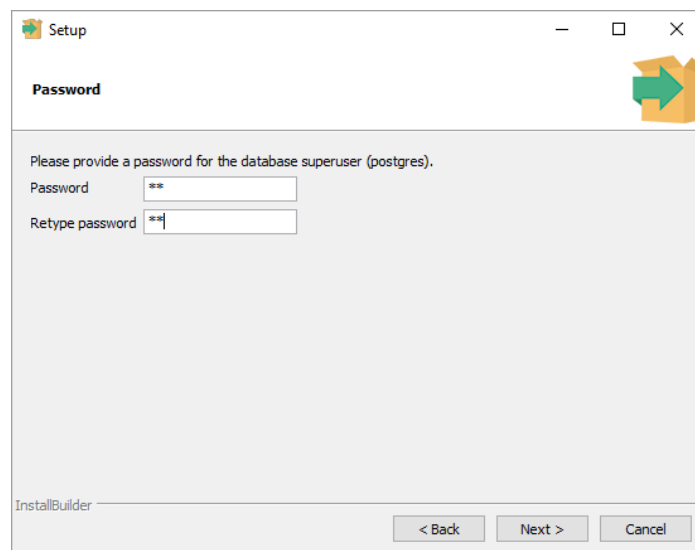 Setup
Password
Please provide a password for the database superuser (postgres).
Password **
Retype password **
InstallBuilder
< Back Next > Cancel